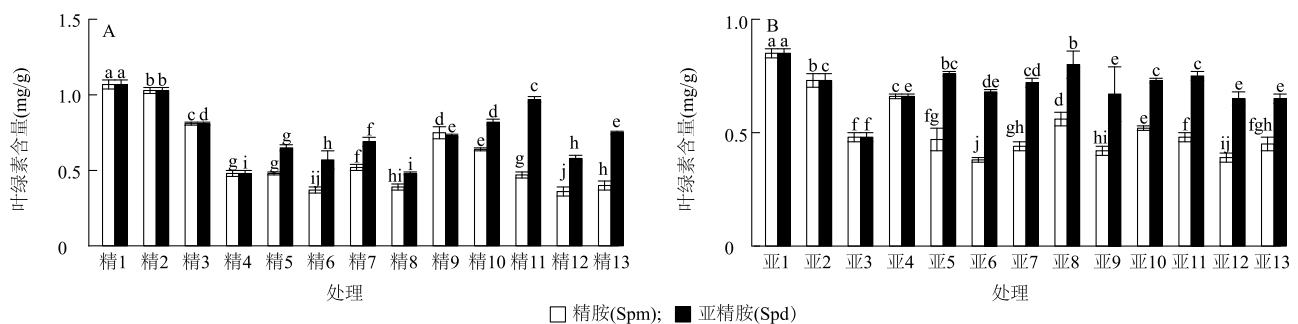 1.5
A
1.0
0.5
0
叶绿素含量(mg/g)
a a b b c d g i g g ij h f f hi i d e e d g c j h h e
精1 精2 精3 精4 精5 精6 精7 精8 精9 精10 精11 精12 精13
处理
1.0
B
0.5
0
叶绿素含量(mg/g)
a a b c f f c e fg bc j de gh cd d b hi e e c f c ij e fgh e
亚1 亚2 亚3 亚4 亚5 亚6 亚7 亚8 亚9 亚10 亚11 亚12 亚13
处理
精胺(Spm); 亚精胺(Spd)